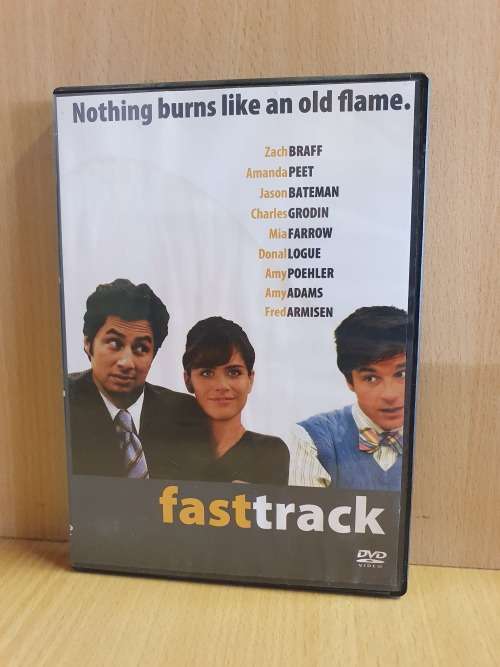 Nothing burns like an old flame.
Zach BRAFF
Amanda PEET
Jason BATEMAN
Charles GRODIN
Mia FARROW
Donal LOGUE
Amy POEHLER
Amy ADAMS
Fred ARMISEN
fasttrack
DVD
VIDEO